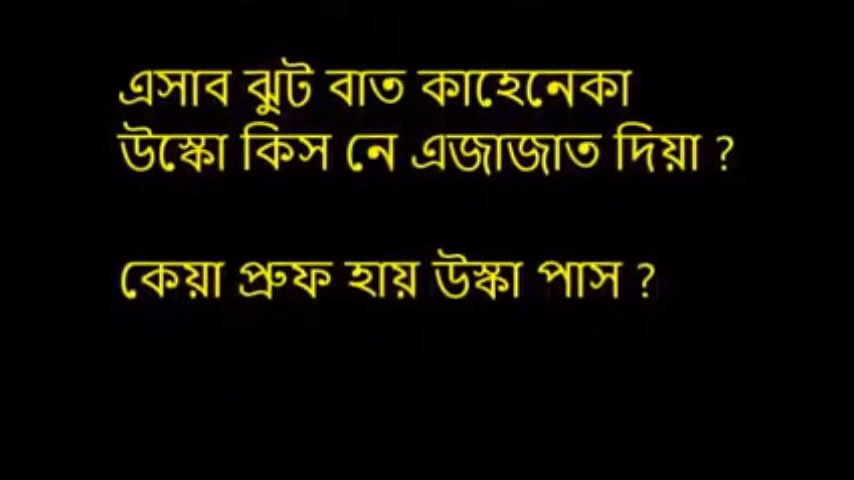 এসাব ঝুট বাত কাহেনেকা
উস্কো কিস নে এজাজাত দিয়া ?
কেয়া প্রুফ হায় উস্কা পাস ?